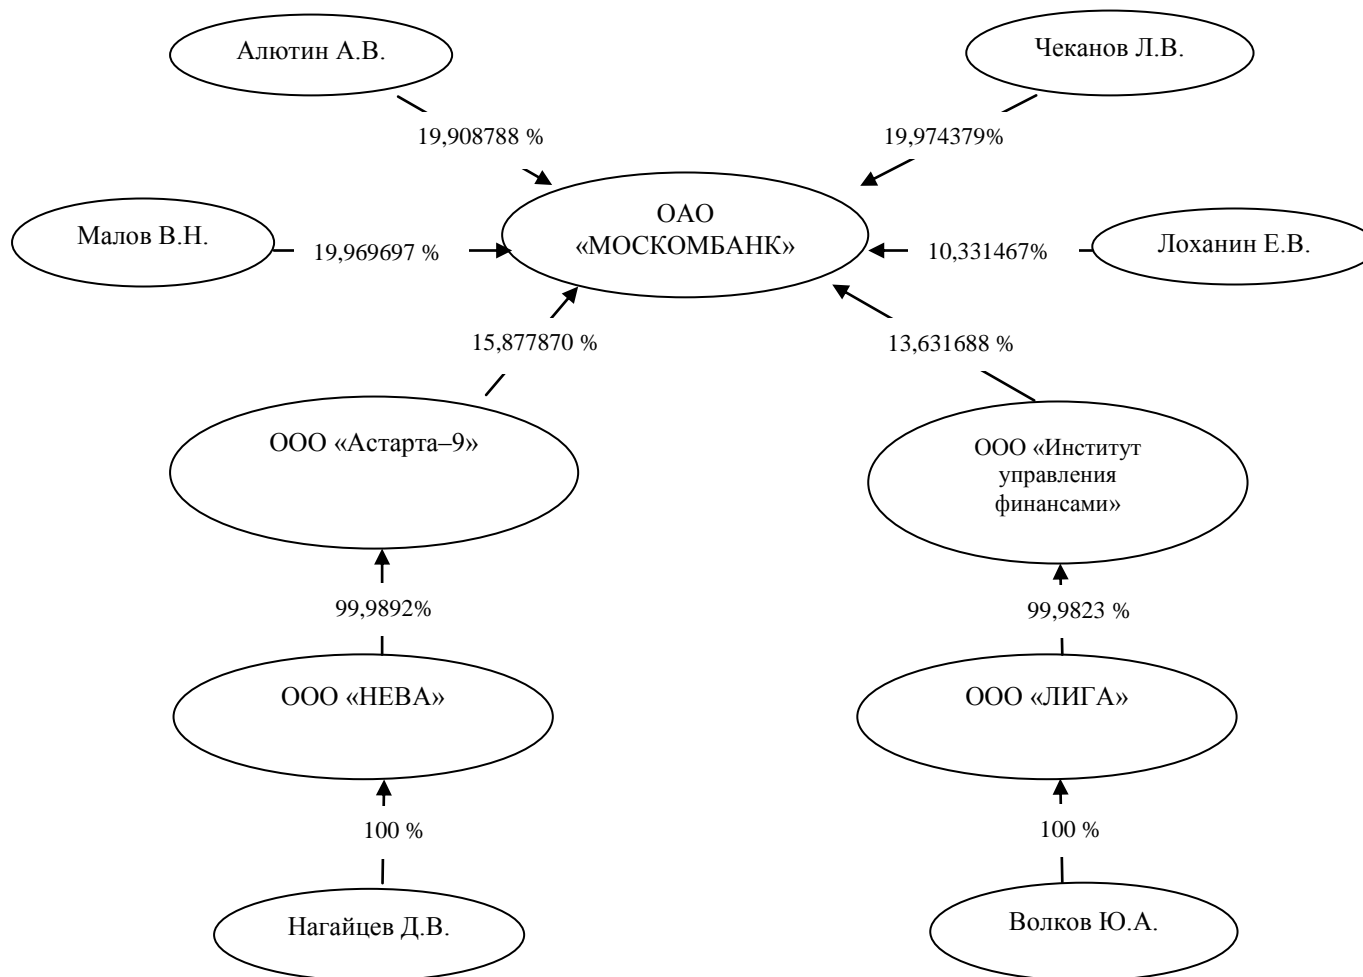 Алютин А.В.
Чеканов Л.В.
19,908788 %
19,974379%
ОАО
«МОСКОМБАНК»
Малов В.Н.
19,969697 %
10,331467%
Лоханин Е.В.
15,877870 %
13,631688 %
ООО «Астарта–9»
ООО «Институт
управления
финансами»
99,9892%
99,9823 %
ООО «НЕВА»
ООО «ЛИГА»
100 %
100 %
Нагайцев Д.В.
Волков Ю.А.